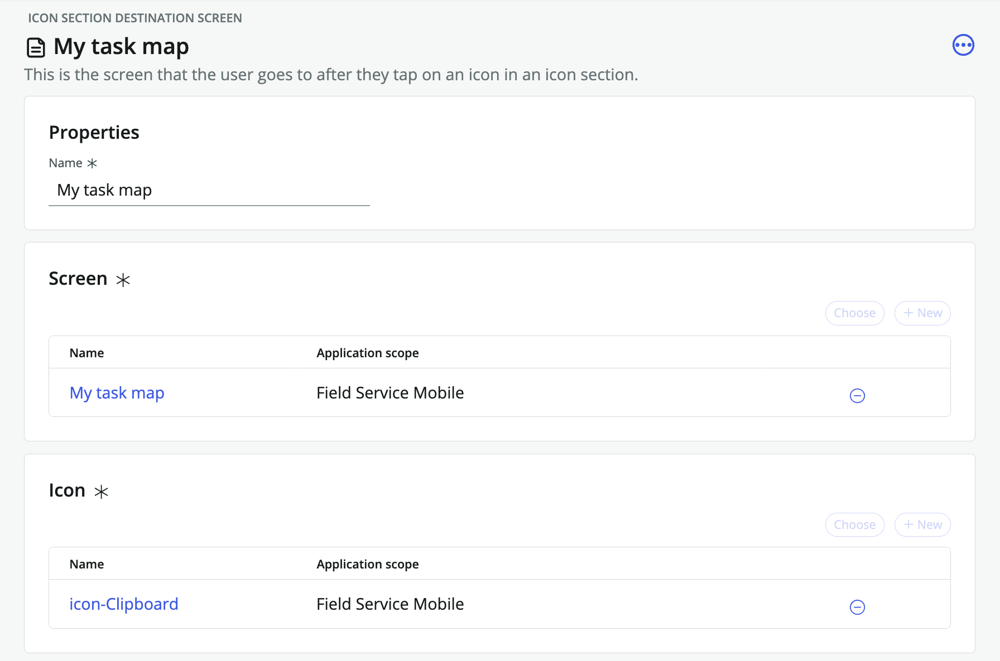 ICON SECTION DESTINATION SCREEN
My task map
This is the screen that the user goes to after they tap on an icon in an icon section.
Properties
Name *
My task map
Screen *
Choose + New
Name Application scope
My task map Field Service Mobile
Icon *
Choose + New
Name Application scope
icon-Clipboard Field Service Mobile